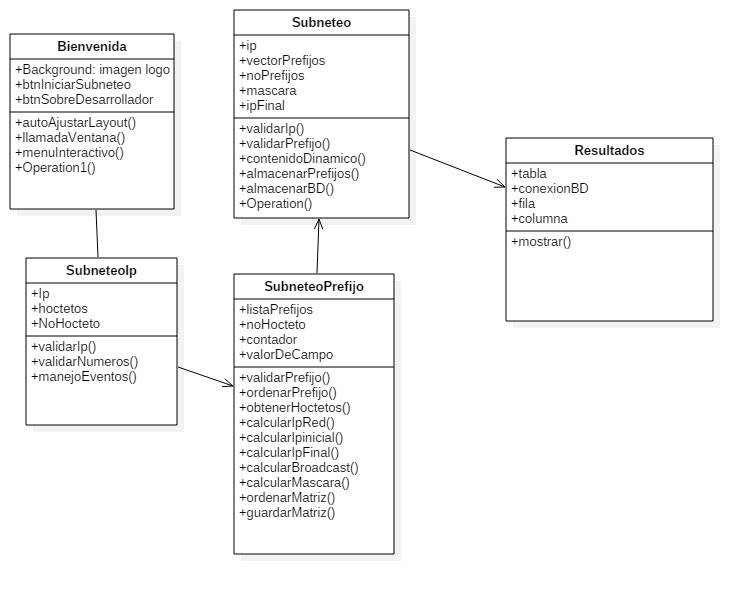 Bienvenida
+Background: imagen logo
+btnIniciarSubneteo
+btnSobreDesarrollador
+autoAjustarLayout()
+llamadaVentana()
+menuInteractivo()
+Operation1()
Subneteo
+ip
+vectorPrefijos
+noPrefijos
+mascara
+ipFinal
+validarIp()
+validarPrefijo()
+contenidoDinamico()
+almacenarPrefijos()
+almacenarBD()
+Operation()
Resultados
+tabla
+conexionBD
+fila
+columna
+mostrar()
SubneteoIp
+Ip
+hoctetos
+NoHocteto
+validarIp()
+validarNumeros()
+manejoEventos()
SubneteoPrefijo
+listaPrefijos
+noHocteto
+contador
+valorDeCampo
+validarPrefijo()
+ordenarPrefijo()
+obtenerHoctetos()
+calcularIpRed()
+calcularIpinicial()
+calcularIpFinal()
+calcularBroadcast()
+calcularMascara()
+ordenarMatriz()
+guardarMatriz()